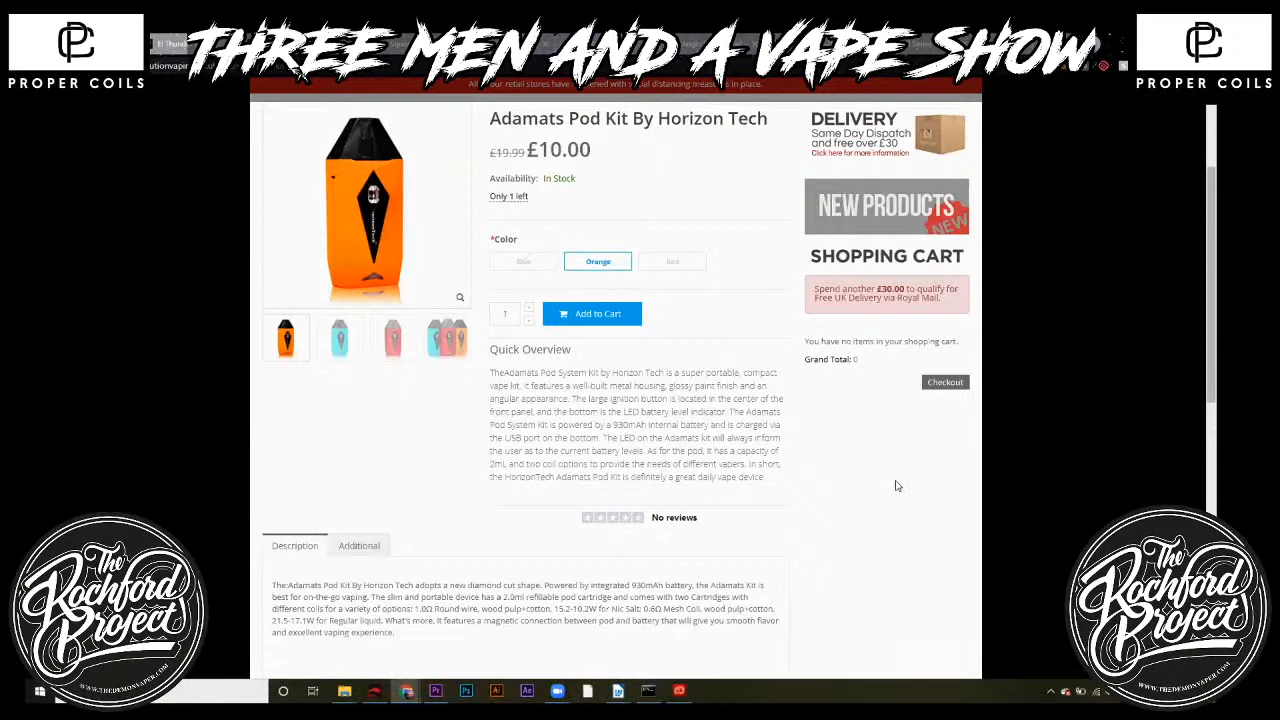 THREE MEN AND A VAPE SHOW
PROPER COILS
PROPER COILS
El Thund
utionvapin
Adamats Pod Kit By Horizon Tech
£19.99 £10.00
Availability: In Stock
Only 1 left
*Color
Blue Orange Red
1 Add to Cart
Quick Overview
TheAdamats Pod System Kit by Horizon Tech is a super portable, compact
vape kit, it features a well-built metal housing, glossy paint finish and an
angular appearance. The large ignition button is located in the center of the
front panel, and the bottom is the LED battery level indicator. The Adamats
Pod System Kit is powered by a 930mAh internal battery and is charged via
the USB port on the bottom. The LED on the Adamats kit will always inform
the user as to the current battery levels. As for the pod, it has a capacity of
2ml, and two coil options to provide the needs of different vapers. In short,
the HorizonTech Adamats Pod Kit is definitely a great daily vape device.
No reviews
DELIVERY
Same Day Dispatch
and free over £30
Click here for more information
NEW PRODUCTS
NEW
SHOPPING CART
Spend another £30.00 to qualify for
Free UK Delivery via Royal Mail.
You have no items in your shopping cart.
Grand Total: 0
Checkout
Description Additional
The:Adamats Pod Kit By Horizon Tech adopts a new diamond cut shape. Powered by integrated 930mAh battery, the Adamats Kit is
best for on-the-go vaping. The slim and portable device has a 2.0ml refillable pod cartridge and comes with two Cartridges with
different coils for a variety of options: 1.0Ω Round wire, wood pulp+cotton, 15.2-10.2W for Nic Salt: 0.6Ω Mesh Coil, wood pulp+cotton,
21.5-17.1W for Regular liquid. What's more, it features a magnetic connection between pod and battery that will give you smooth flavor
and excellent vaping experience.
The
Rochford
Project
WWW.THEDEMONVAPER.COM
The
Rochford
Project
WWW.THEDEMONVAPER.COM